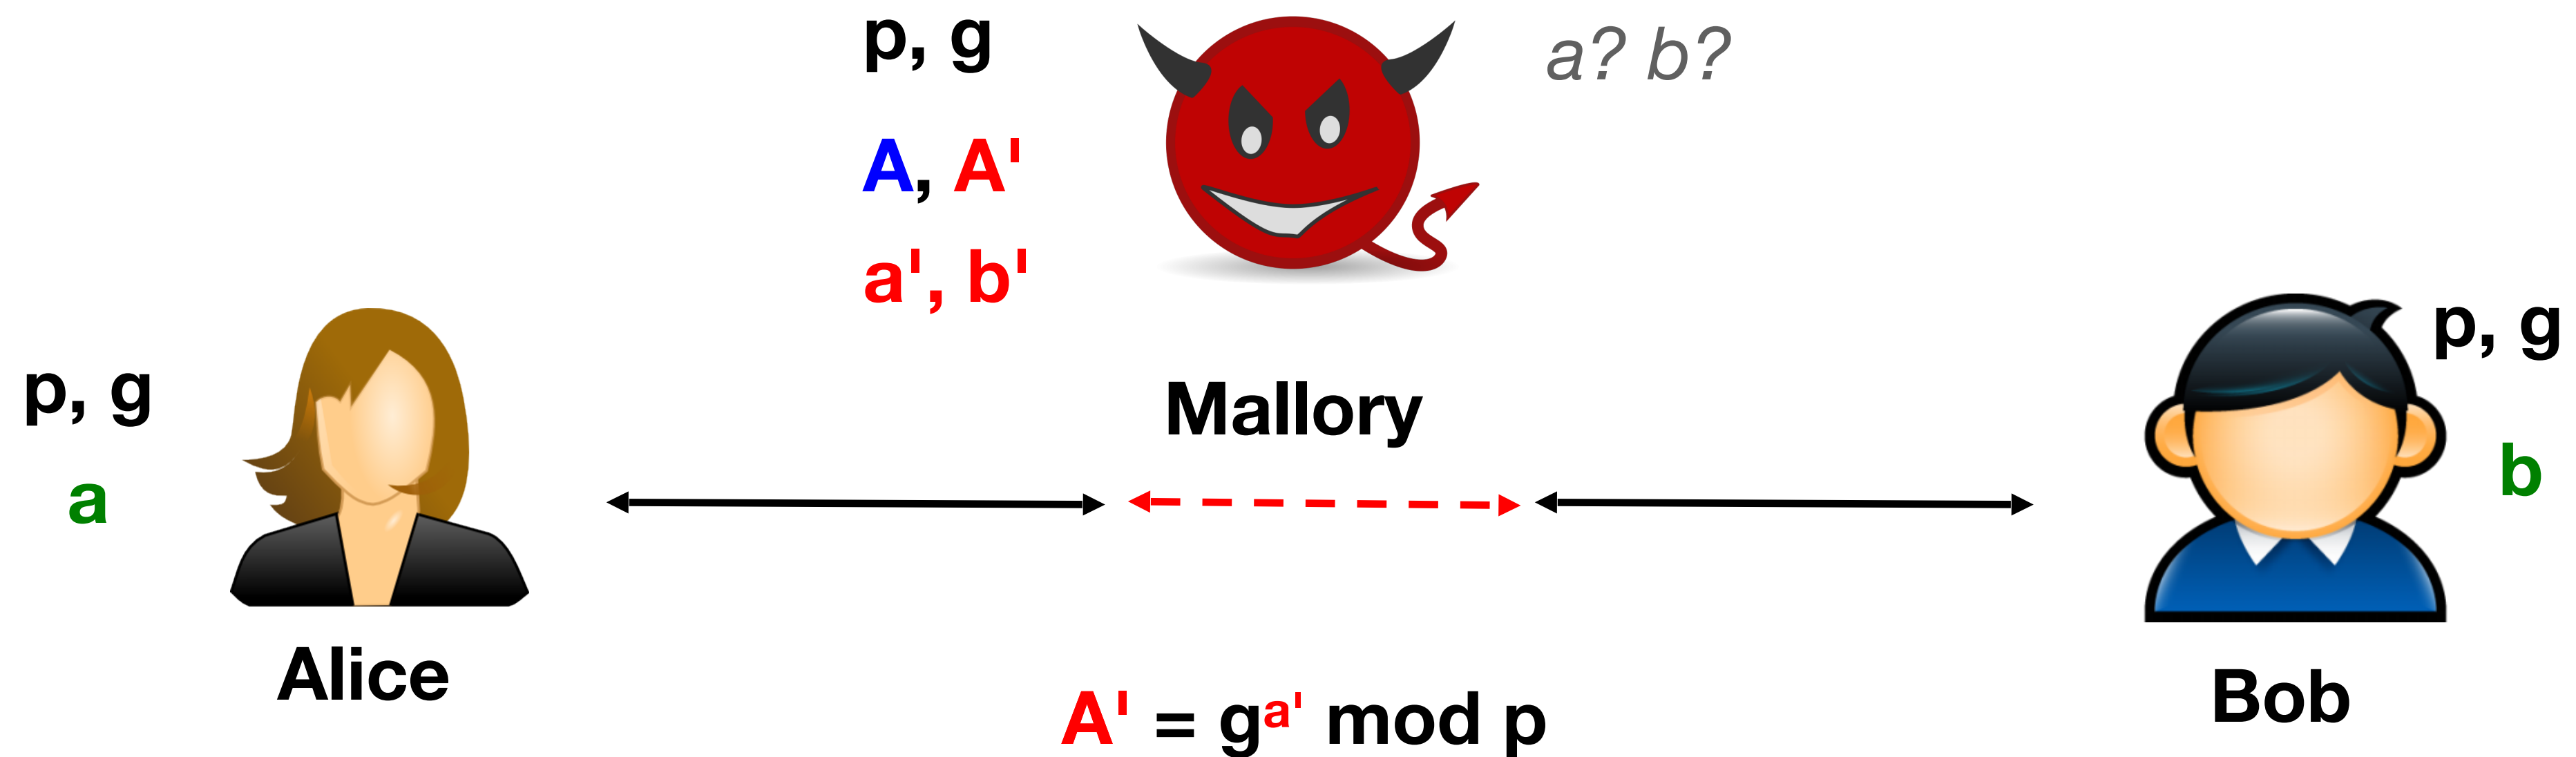 p, g
a? b?
A, A'
a', b'
p, g
p, g
Mallory
a
b
Alice
Bob
A' = gᵃ' mod p